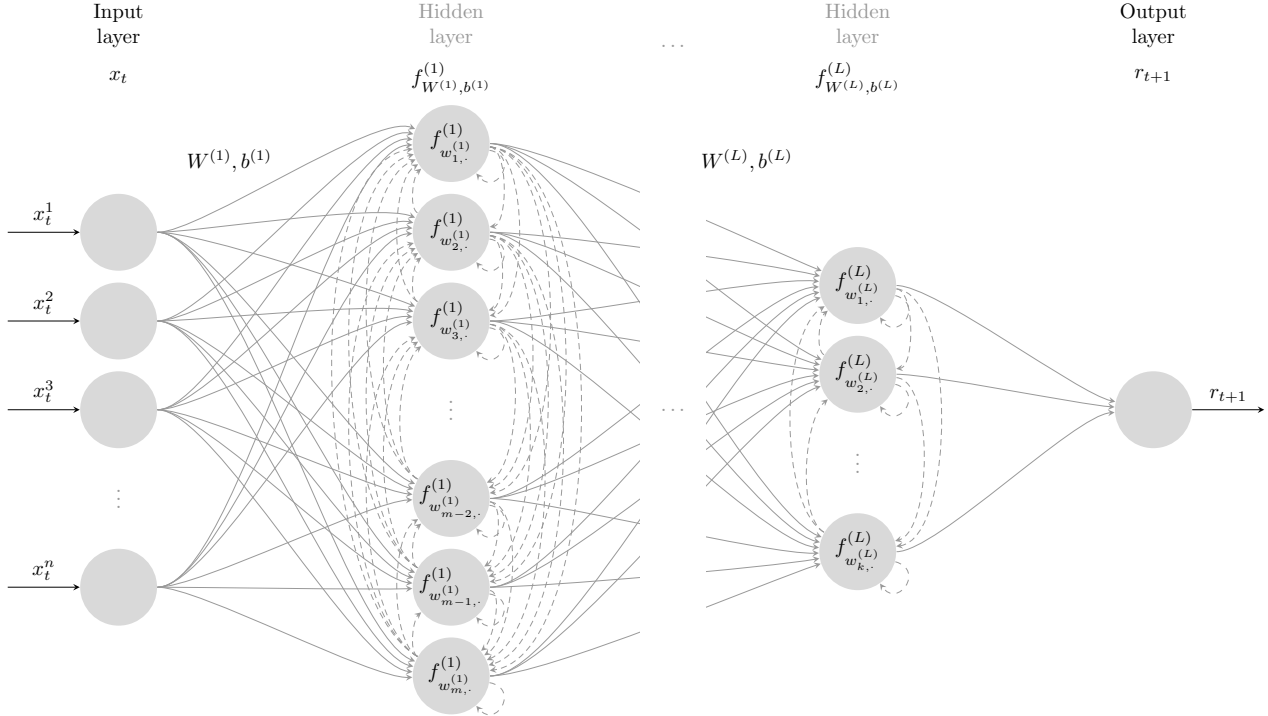 Input layer
Hidden layer
...
Hidden layer
Output layer
x_t
f^{(1)}_{W^{(1)},b^{(1)}}
f^{(L)}_{W^{(L)},b^{(L)}}
r_{t+1}
W^{(1)}, b^{(1)}
W^{(L)}, b^{(L)}
x_t^1
x_t^2
x_t^3
⋮
x_t^n
f^{(1)}_{w^{(1)}_{1,·}}
f^{(1)}_{w^{(1)}_{2,·}}
f^{(1)}_{w^{(1)}_{3,·}}
⋮
f^{(1)}_{w^{(1)}_{m-2,·}}
f^{(1)}_{w^{(1)}_{m-1,·}}
f^{(1)}_{w^{(1)}_{m,·}}
...
f^{(L)}_{w^{(L)}_{1,·}}
f^{(L)}_{w^{(L)}_{2,·}}
⋮
f^{(L)}_{w^{(L)}_{k,·}}
r_{t+1}